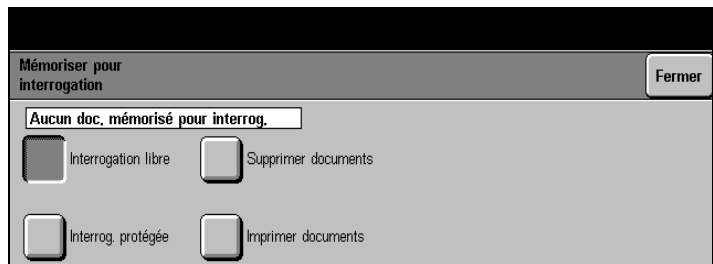 Mémoriser pour
interrogation
Fermer
Aucun doc. mémorisé pour interrog.
Interrogation libre
Supprimer documents
Interrog. protégée
Imprimer documents